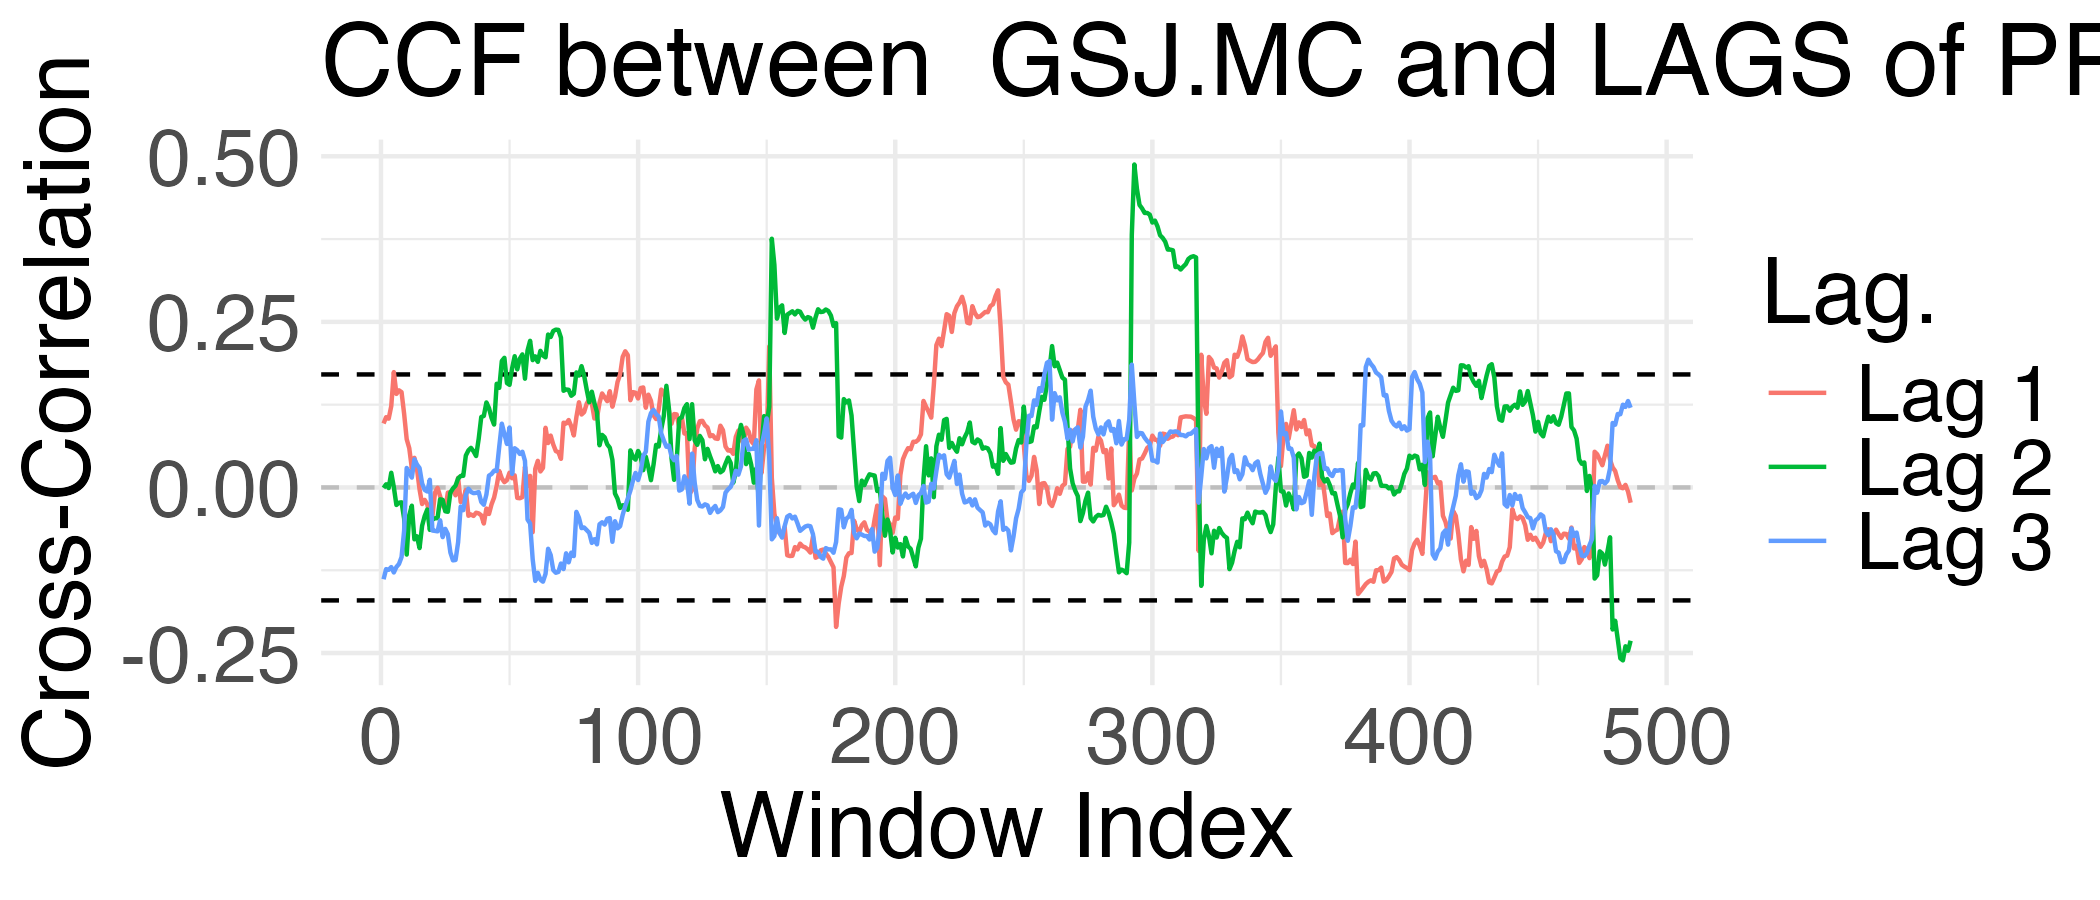 CCF between  GSJ.MC and LAGS of
Cross-Correlation
0.50
0.25
0.00
-0.25
0
100
200
300
400
500
Window Index
Lag.
Lag 1
Lag 2
Lag 3